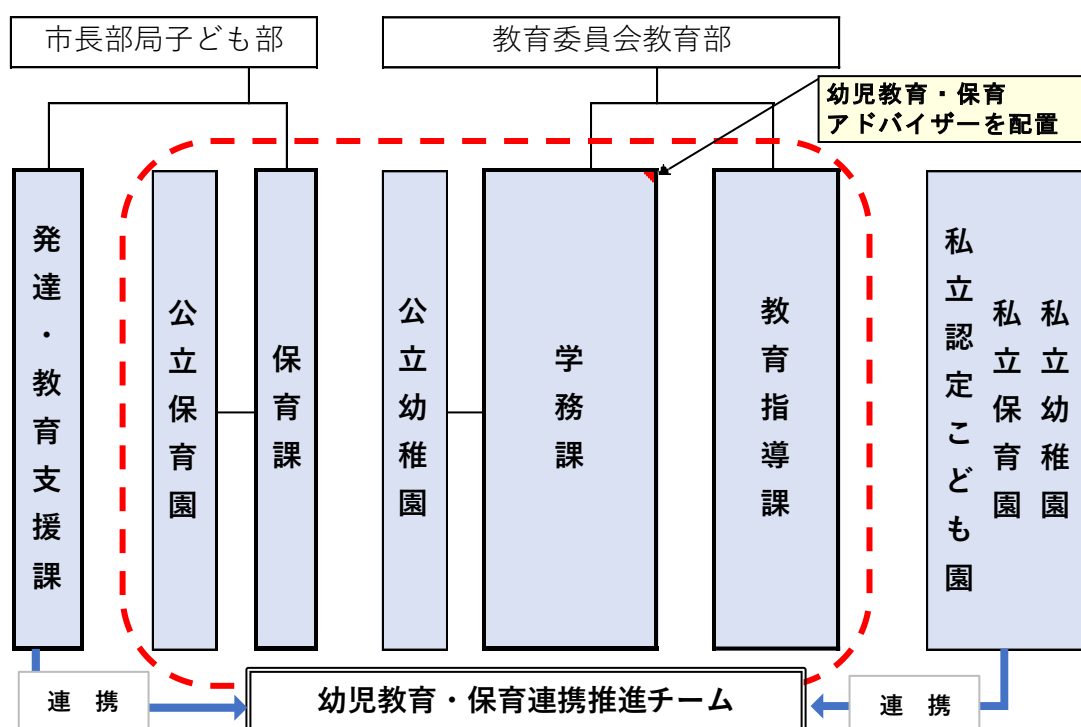 市長部局子ども部
教育委員会教育部
幼児教育・保育
アドバイザーを配置
発達・教育支援課
公立保育園
保育課
公立幼稚園
学務課
教育指導課
私立幼稚園
私立保育園
私立認定こども園
連 携
幼児教育・保育連携推進チーム
連 携